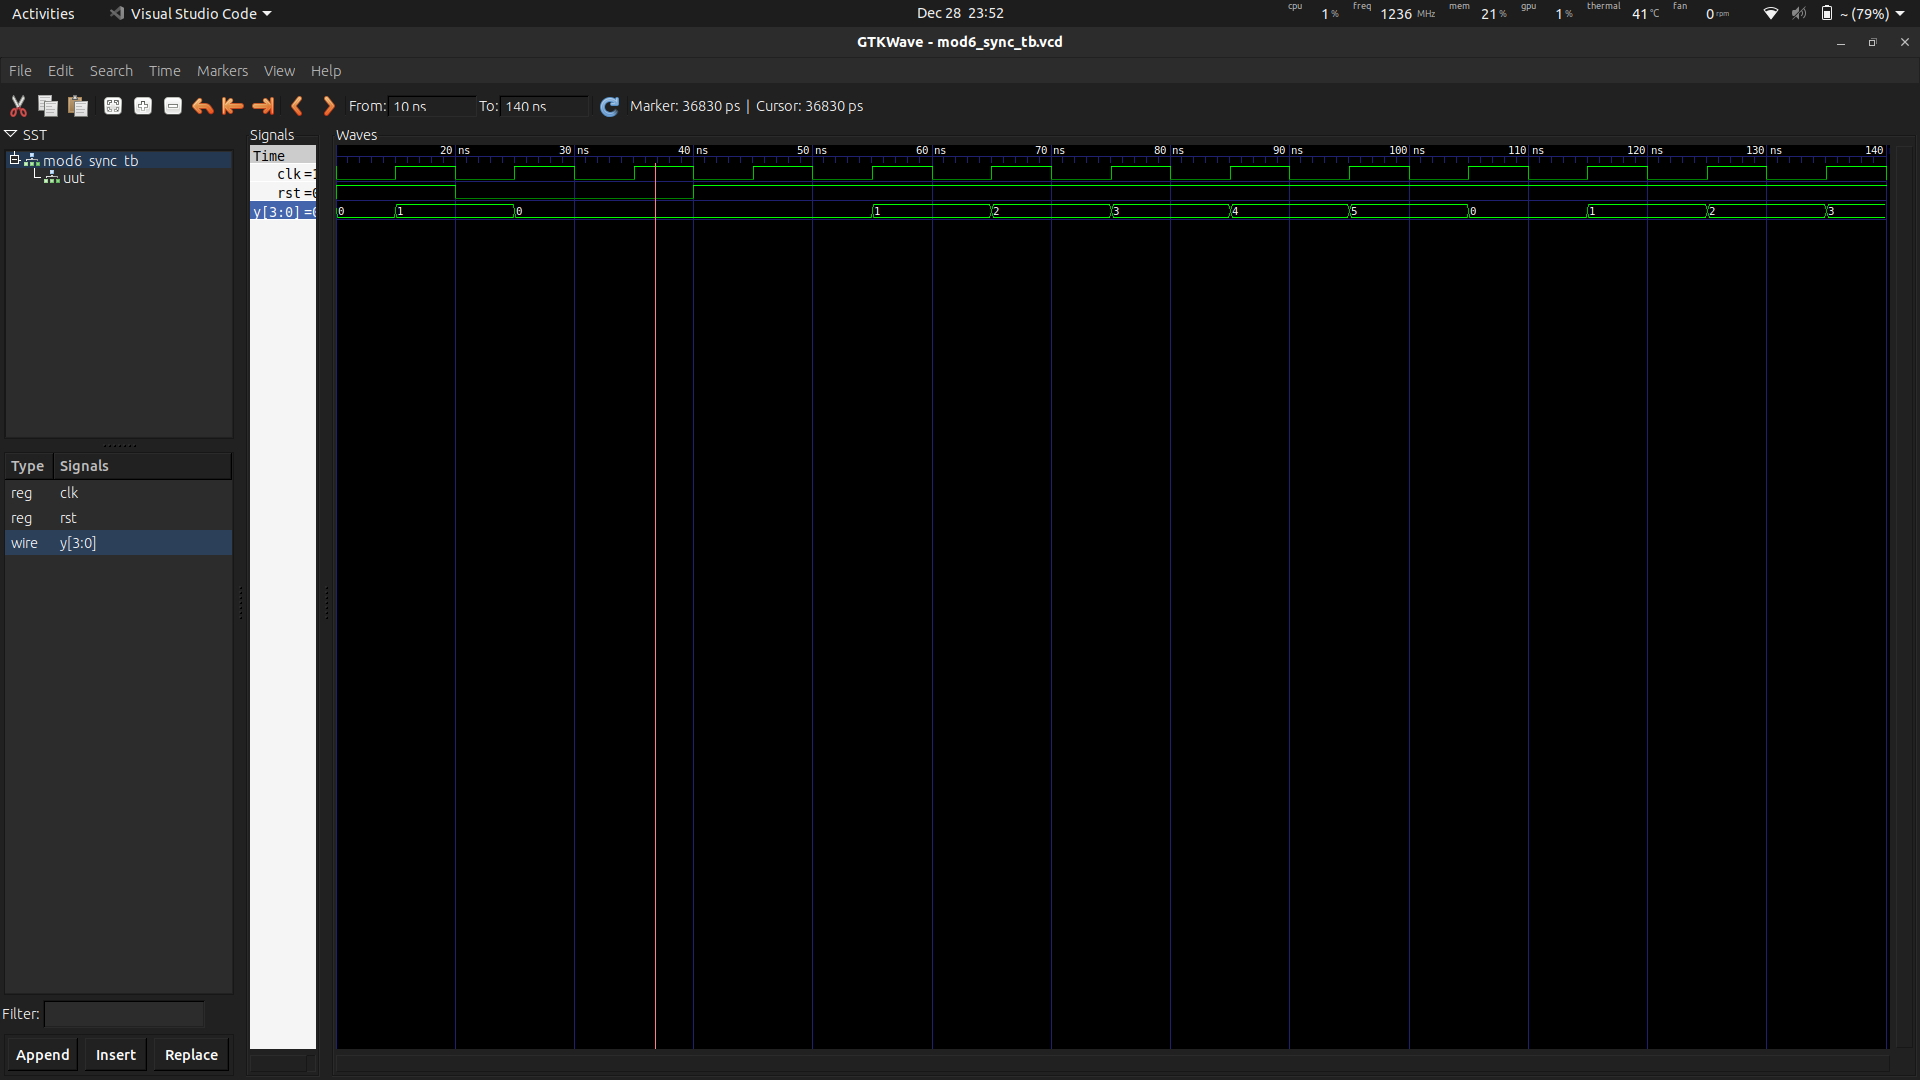 Activities Visual Studio Code Dec 28 23:52 cpu 1 % freq 1236 MHz mem 21 % gpu 1 % thermal 41 °C fan 0 rpm ~ (79%)
GTKWave - mod6_sync_tb.vcd
File Edit Search Time Markers View Help
From: 10 ns To: 140 ns Marker: 36830 ps | Cursor: 36830 ps
SST
mod6_sync_tb
uut
Type Signals
reg clk
reg rst
wire y[3:0]
Filter:
Append Insert Replace
Signals
Time
clk =1
rst =0
y[3:0] =0
Waves
20 ns 30 ns 40 ns 50 ns 60 ns 70 ns 80 ns 90 ns 100 ns 110 ns 120 ns 130 ns 140
0 1 0 1 2 3 4 5 0 1 2 3